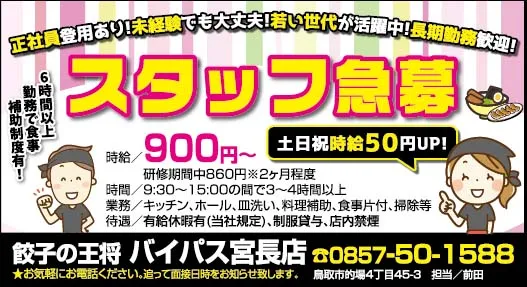 正社員登用あり!未経験でも大丈夫!若い世代が活躍中!長期勤務歓迎!
スタッフ急募
6時間以上
勤務で食事
補助制度有!
時給/900円~
土日祝時給50円UP!
研修期間中860円※2ヶ月程度
時間/9:30~15:00の間で3~4時間以上
業務/キッチン、ホール、皿洗い、料理補助、食事片付、掃除等
待遇/有給休暇有(当社規定)、制服貸与、店内禁煙
餃子の王将 バイパス宮長店 ☎0857-50-1588
★お気軽にお電話ください。追って面接日時をお知らせ致します。 鳥取市的場4丁目45-3 担当/前田